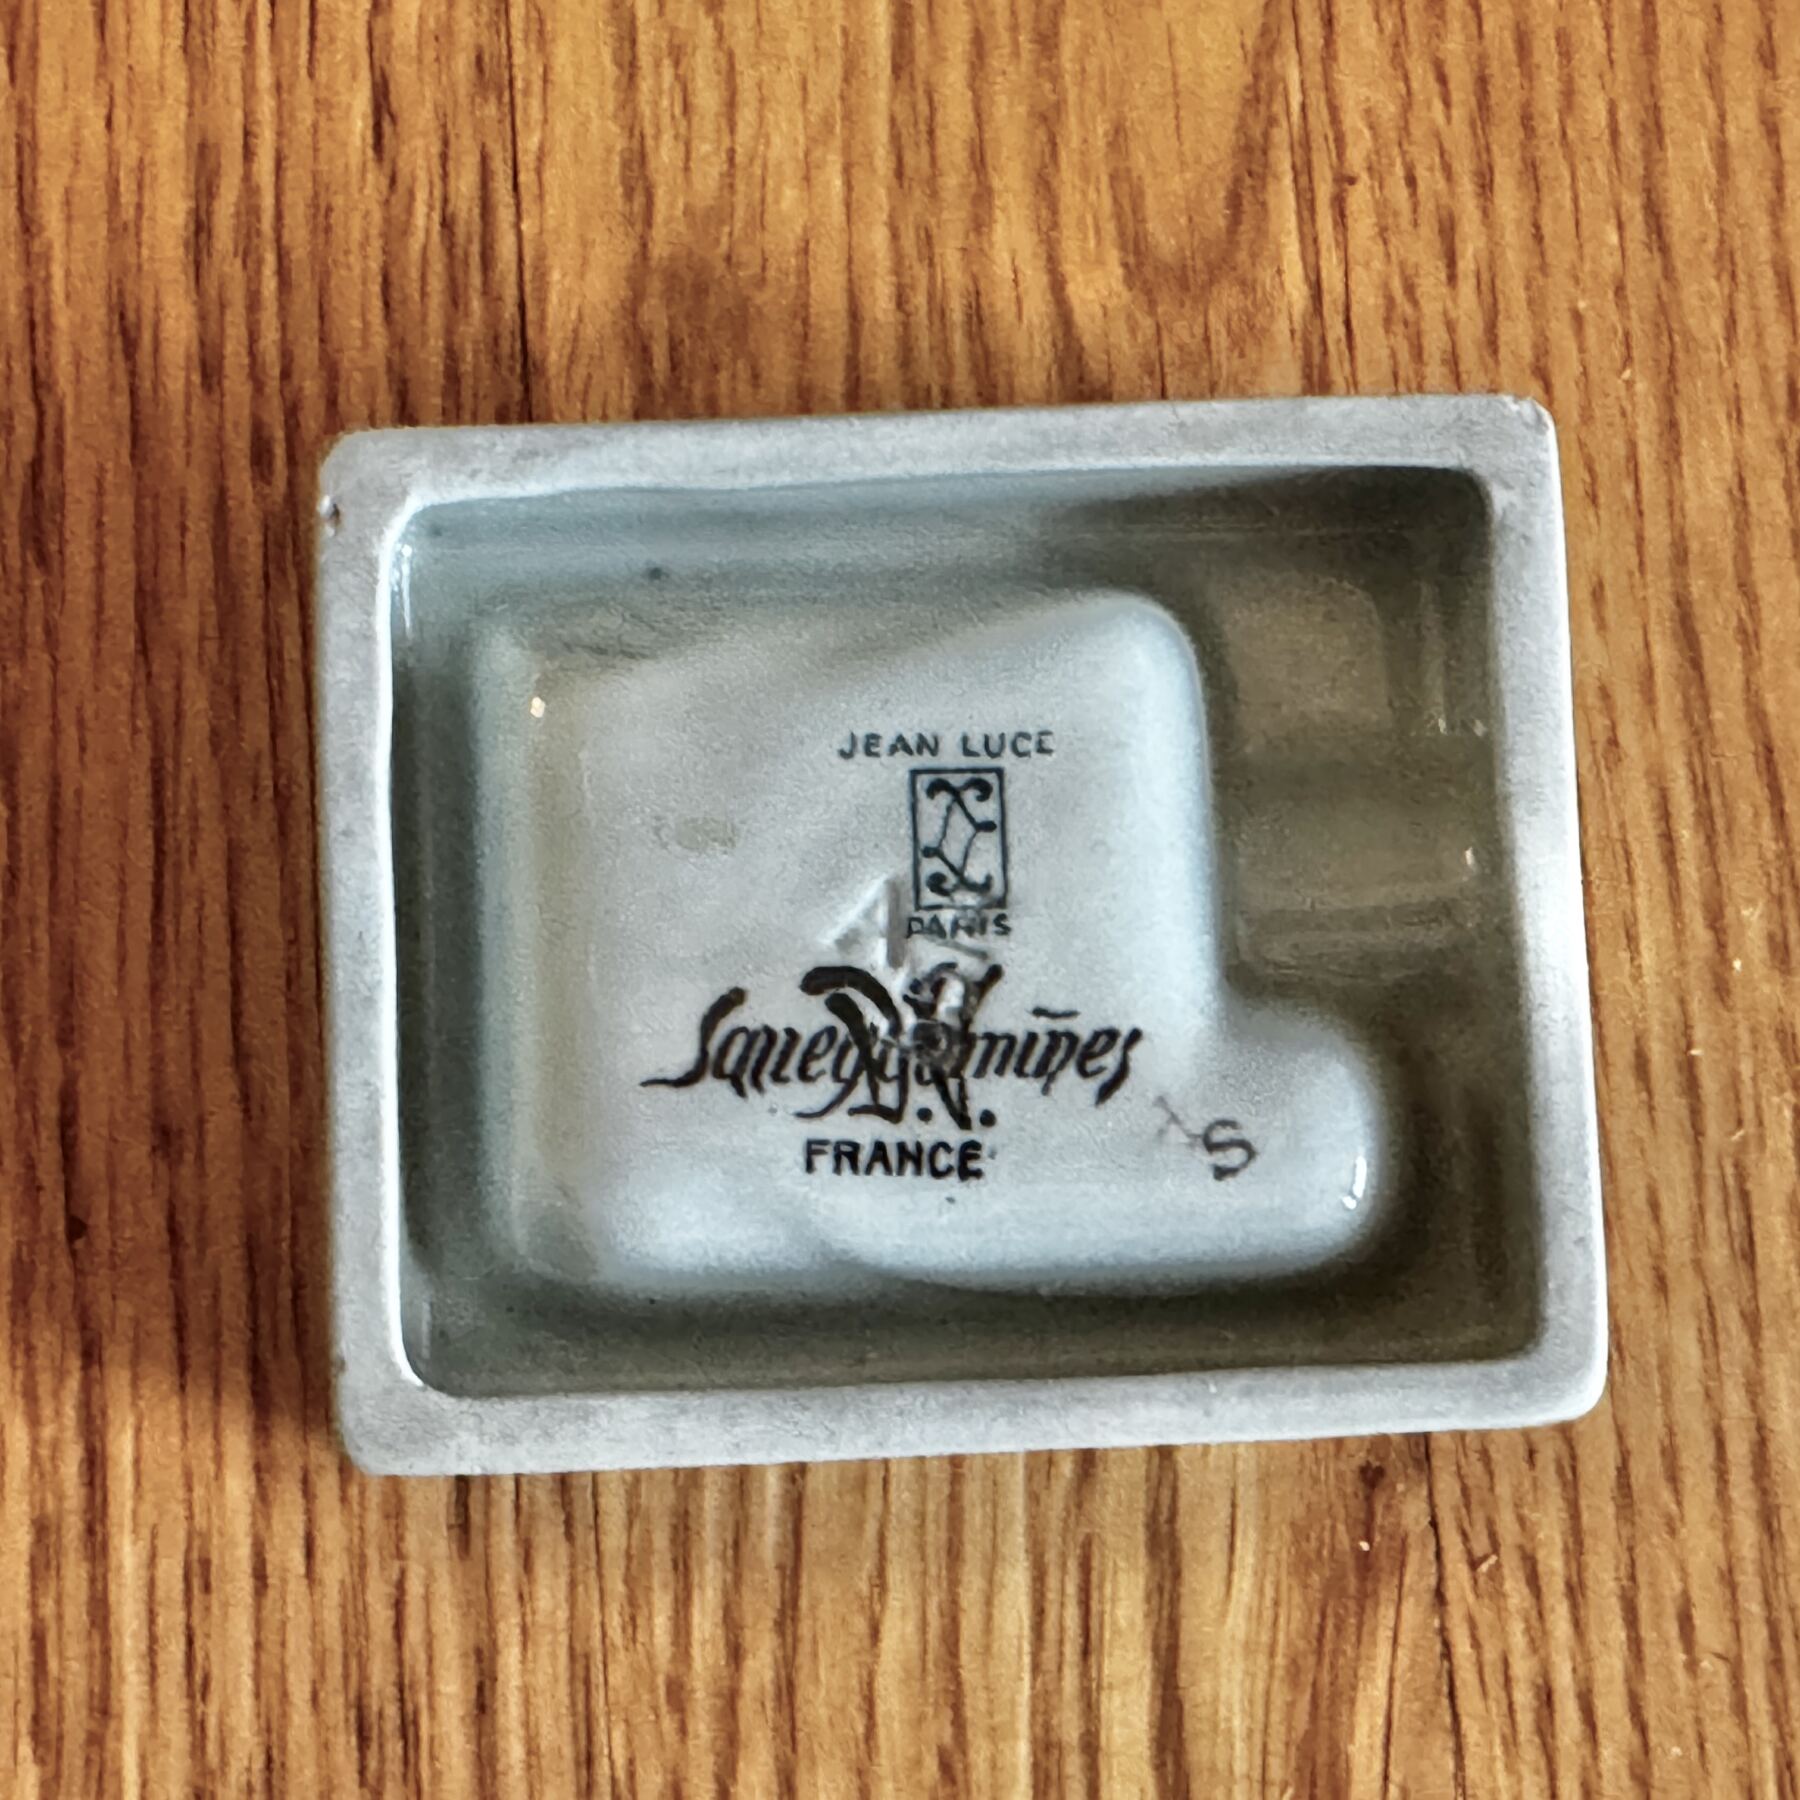 JEAN LUCE
PARIS
Sarreguemines
D.V.
FRANCE
S